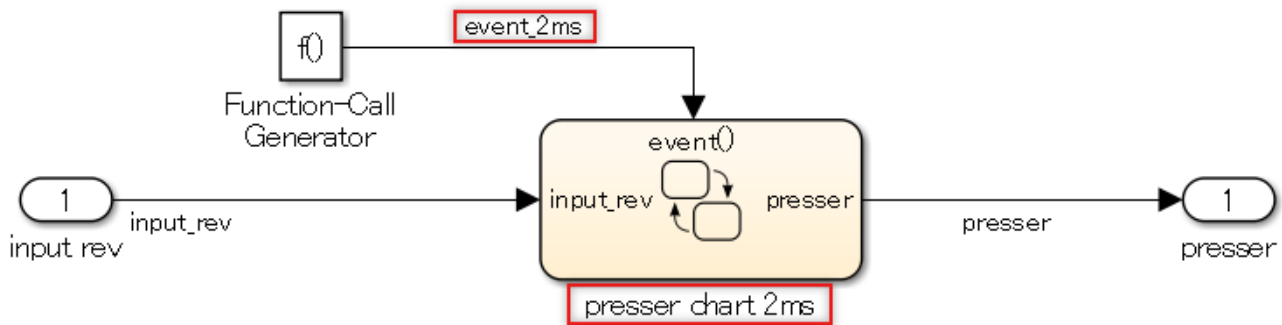 event_2ms
f()
Function-Call
Generator
event()
1
input_rev
presser
1
input_rev
presser
input rev
presser
presser chart 2ms